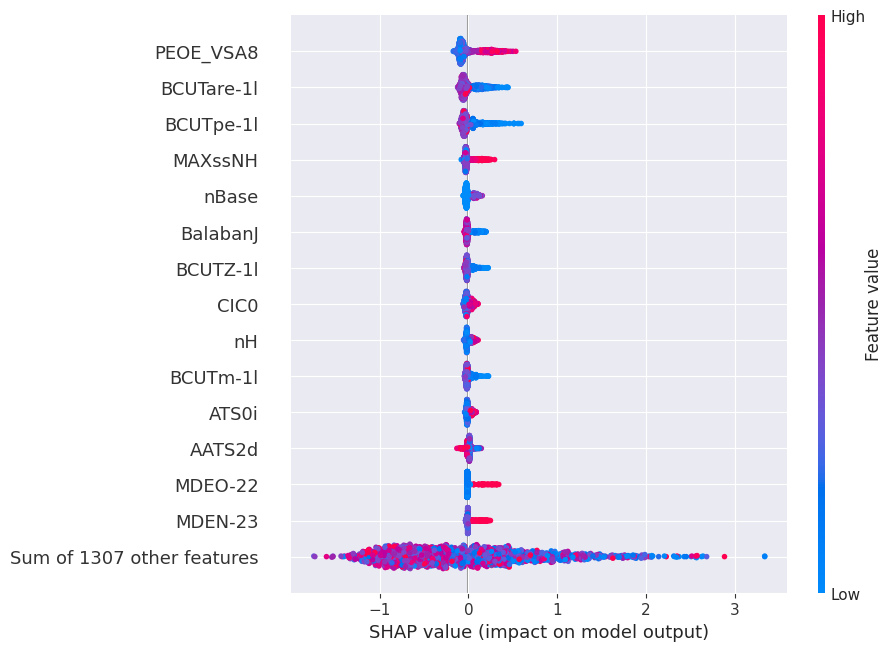 High
PEOE_VSA8
BCUTare-1l
BCUTpe-1l
MAXssNH
nBase
BalabanJ
BCUTZ-1l
CIC0
nH
BCUTm-1l
ATS0i
AATS2d
MDEO-22
MDEN-23
Sum of 1307 other features
Feature value
Low
−1 0 1 2 3
SHAP value (impact on model output)